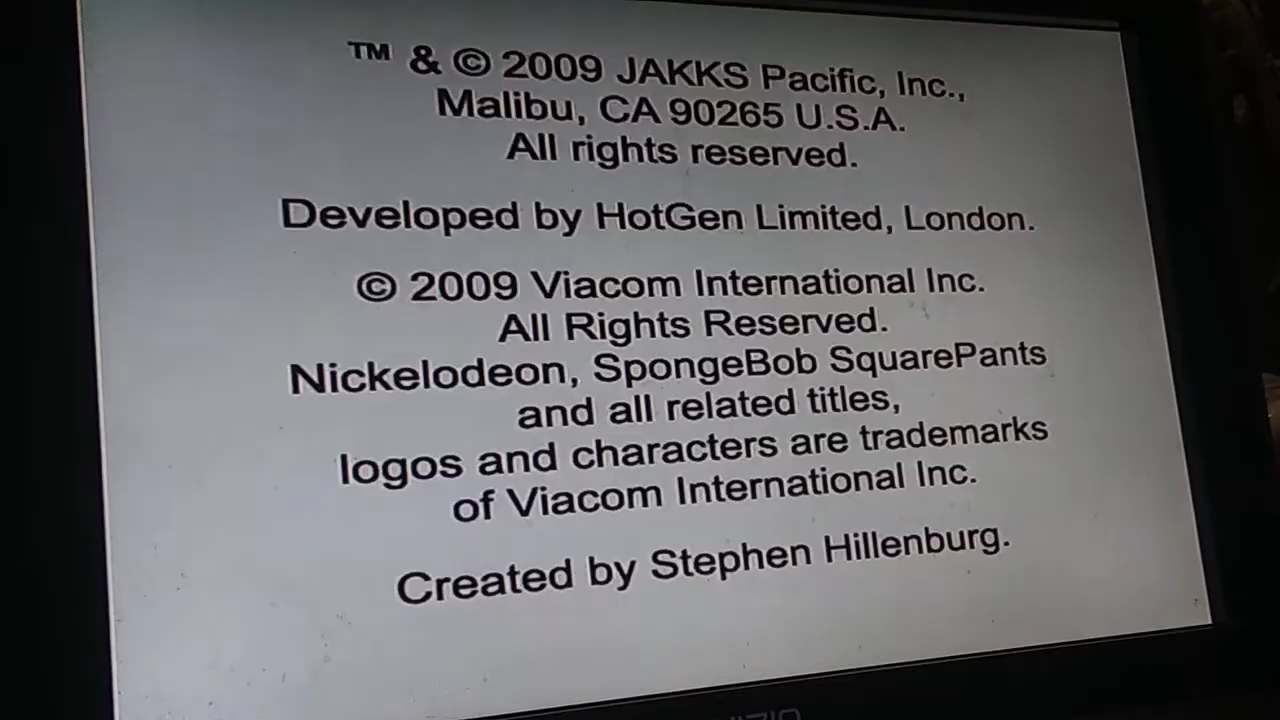 ™ & © 2009 JAKKS Pacific, Inc.,
Malibu, CA 90265 U.S.A.
All rights reserved.
Developed by HotGen Limited, London.
© 2009 Viacom International Inc.
All Rights Reserved.
Nickelodeon, SpongeBob SquarePants
and all related titles,
logos and characters are trademarks
of Viacom International Inc.
Created by Stephen Hillenburg.